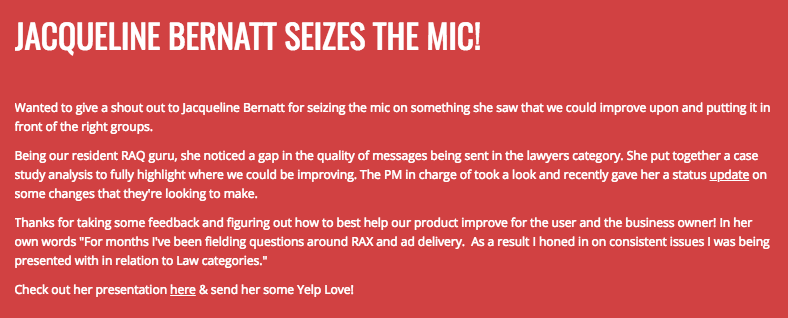 JACQUELINE BERNATT SEIZES THE MIC!
Wanted to give a shout out to Jacqueline Bernatt for seizing the mic on something she saw that we could improve upon and putting it in
front of the right groups.
Being our resident RAQ guru, she noticed a gap in the quality of messages being sent in the lawyers category. She put together a case
study analysis to fully highlight where we could be improving. The PM in charge of took a look and recently gave her a status update on
some changes that they're looking to make.
Thanks for taking some feedback and figuring out how to best help our product improve for the user and the business owner! In her
own words "For months I've been fielding questions around RAX and ad delivery.  As a result I honed in on consistent issues I was being
presented with in relation to Law categories."
Check out her presentation here & send her some Yelp Love!